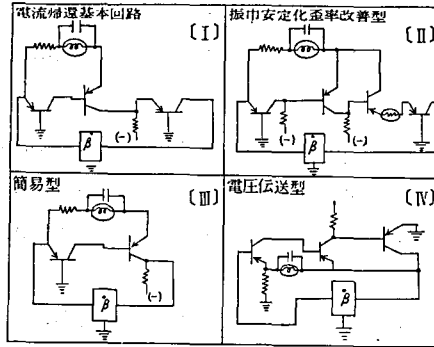 電流帰還基本回路
〔Ⅰ〕
(-)
β
振巾安定化歪率改善型
〔Ⅱ〕
(-)
(-)
β
簡易型
〔Ⅲ〕
(-)
β
電圧伝送型
〔Ⅳ〕
β